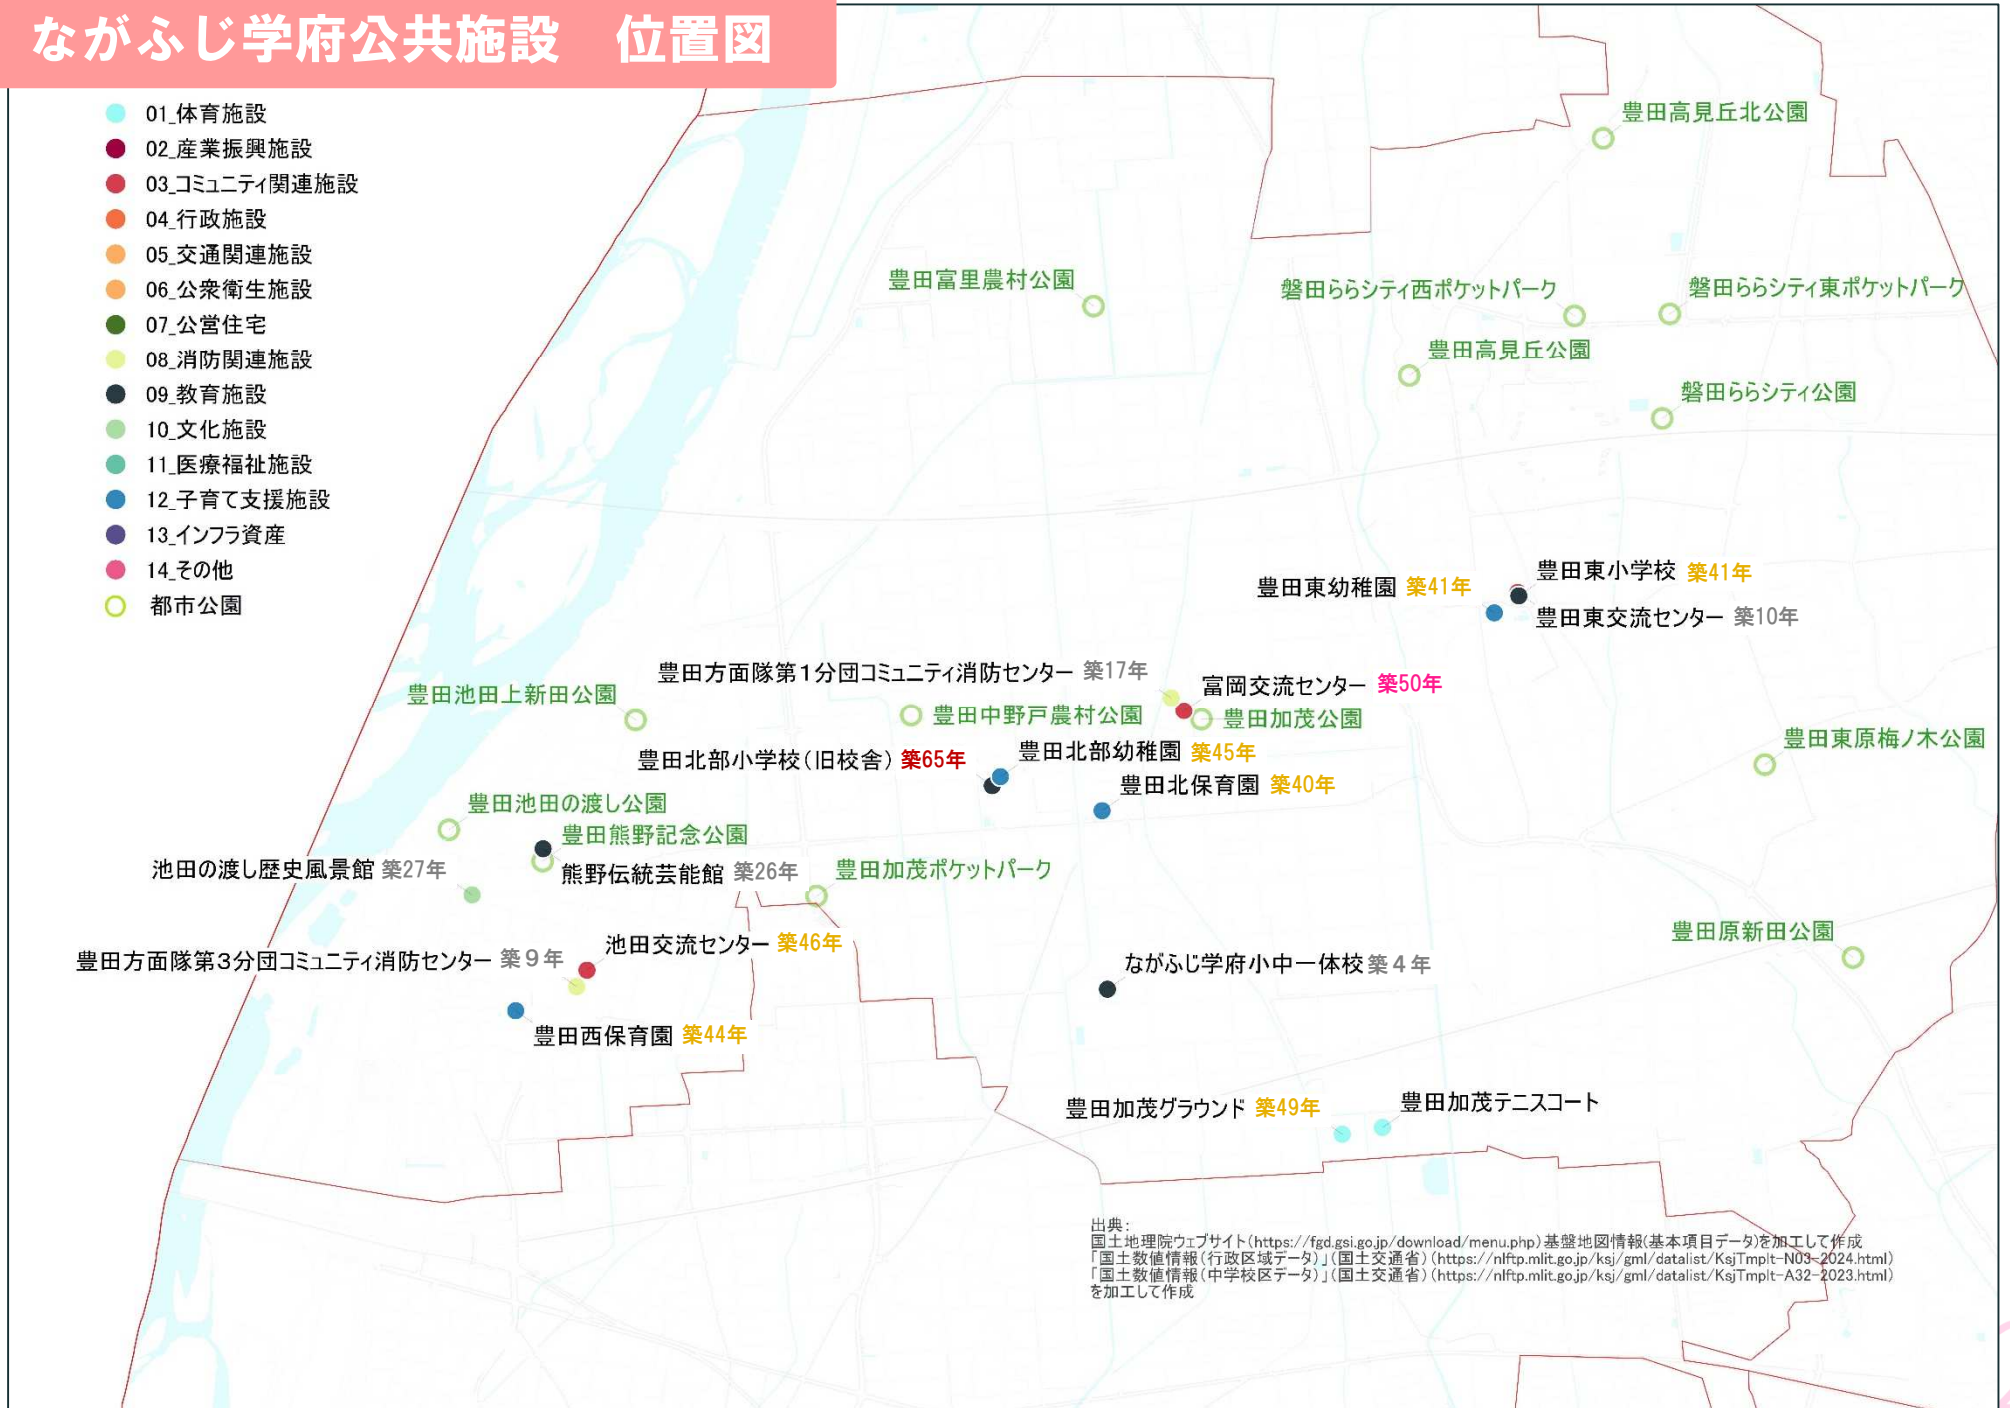 ながふじ学府公共施設　位置図
01_体育施設
02_産業振興施設
03_コミュニティ関連施設
04_行政施設
05_交通関連施設
06_公衆衛生施設
07_公営住宅
08_消防関連施設
09_教育施設
10_文化施設
11_医療福祉施設
12_子育て支援施設
13_インフラ資産
14_その他
都市公園
豊田高見丘北公園
豊田富里農村公園
磐田ららシティ西ポケットパーク
磐田ららシティ東ポケットパーク
豊田高見丘公園
磐田ららシティ公園
豊田東小学校 築41年
豊田東幼稚園 築41年
豊田東交流センター 築10年
豊田方面隊第1分団コミュニティ消防センター 築17年
富岡交流センター 築50年
豊田池田上新田公園
豊田中野戸農村公園
豊田加茂公園
豊田東原梅ノ木公園
豊田北部小学校(旧校舎) 築65年
豊田北部幼稚園 築45年
豊田北保育園 築40年
豊田池田の渡し公園
豊田熊野記念公園
池田の渡し歴史風景館 築27年
熊野伝統芸能館 築26年
豊田加茂ポケットパーク
豊田原新田公園
池田交流センター 築46年
豊田方面隊第3分団コミュニティ消防センター 築9年
ながふじ学府小中一体校 築4年
豊田西保育園 築44年
豊田加茂グラウンド 築49年
豊田加茂テニスコート
出典:
国土地理院ウェブサイト(https://fgd.gsi.go.jp/download/menu.php)基盤地図情報(基本項目データ)を加工して作成
「国土数値情報(行政区域データ)」(国土交通省)(https://nlftp.mlit.go.jp/ksj/gml/datalist/KsjTmplt-N03-2024.html)
「国土数値情報(中学校区データ)」(国土交通省)(https://nlftp.mlit.go.jp/ksj/gml/datalist/KsjTmplt-A32-2023.html)
を加工して作成